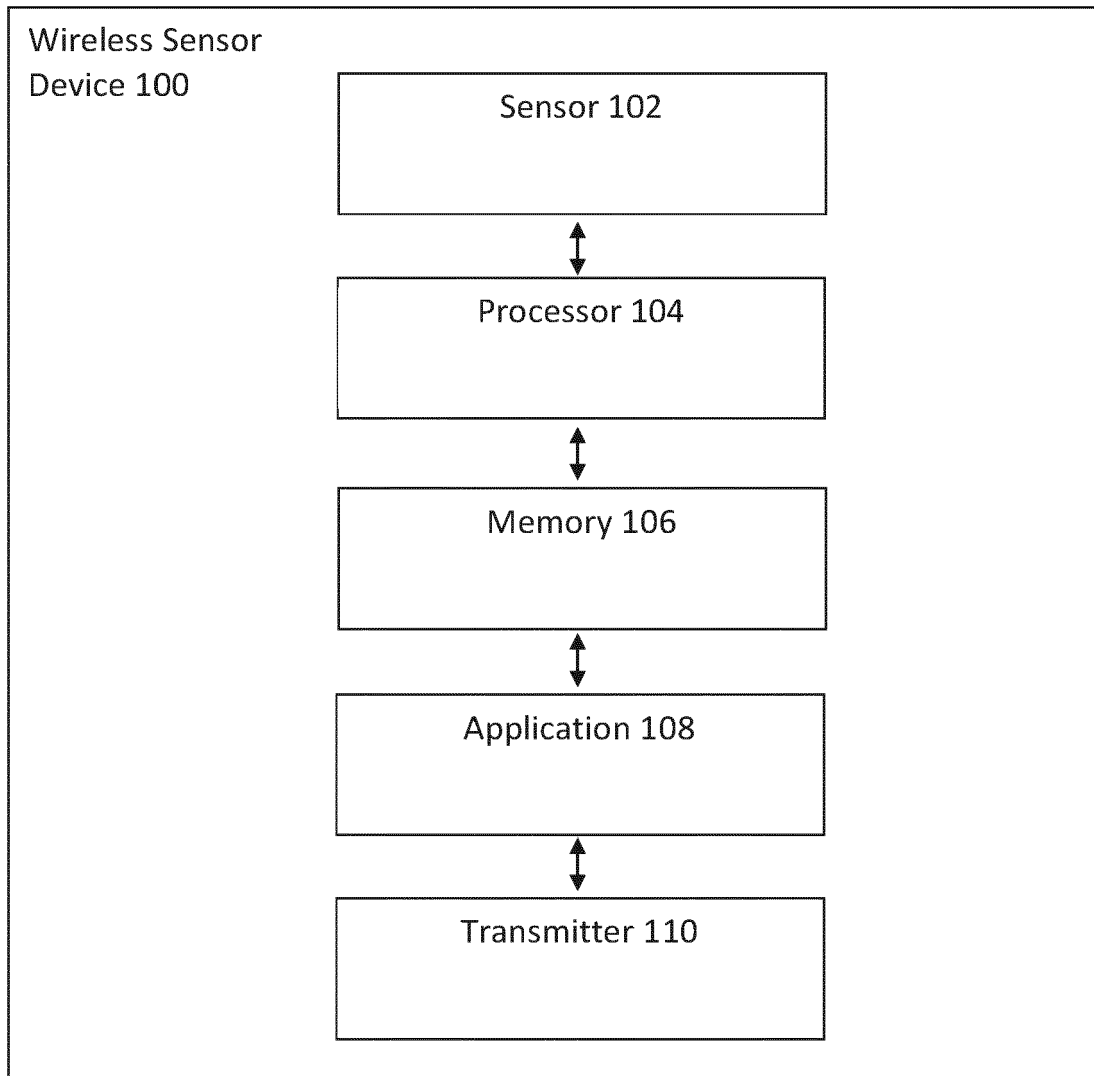 Wireless Sensor
Device 100
Sensor 102
Processor 104
Memory 106
Application 108
Transmitter 110